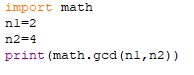 import math
n1=2
n2=4
print(math.gcd(n1,n2))